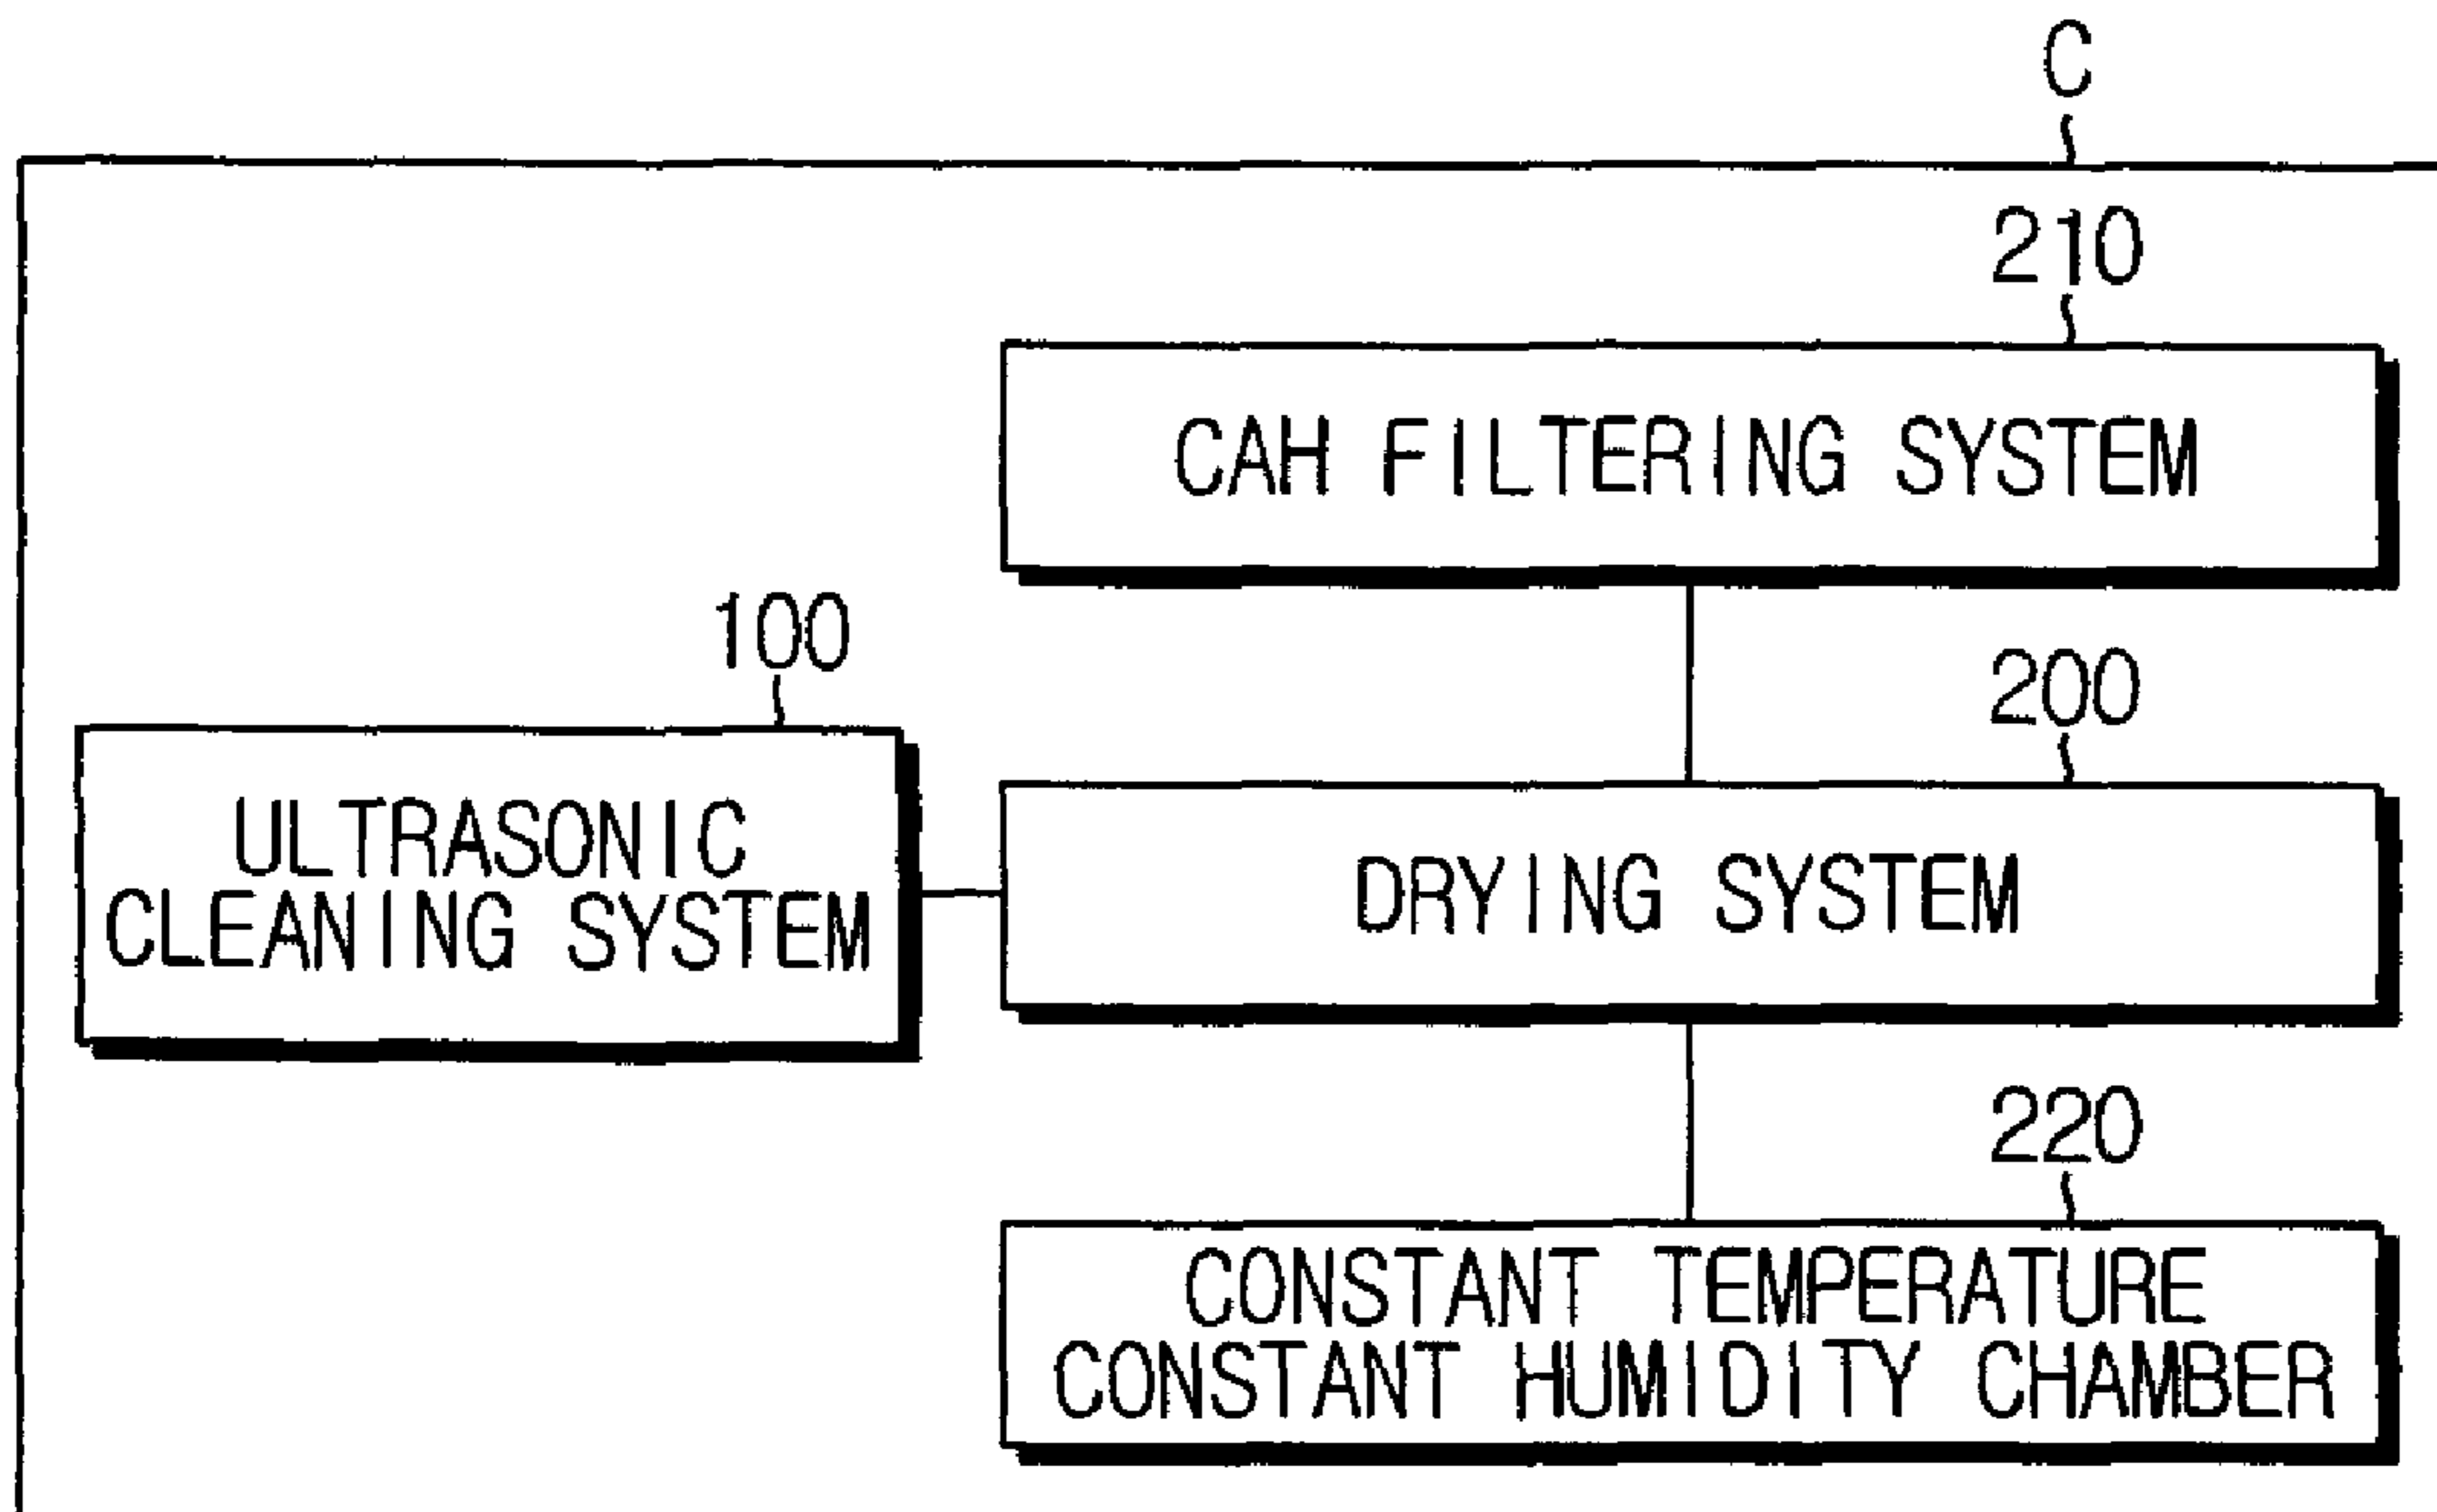 C
210
CAH FILTERING SYSTEM
100
200
ULTRASONIC
CLEANING SYSTEM
DRYING SYSTEM
220
CONSTANT TEMPERATURE
CONSTANT HUMIDITY CHAMBER